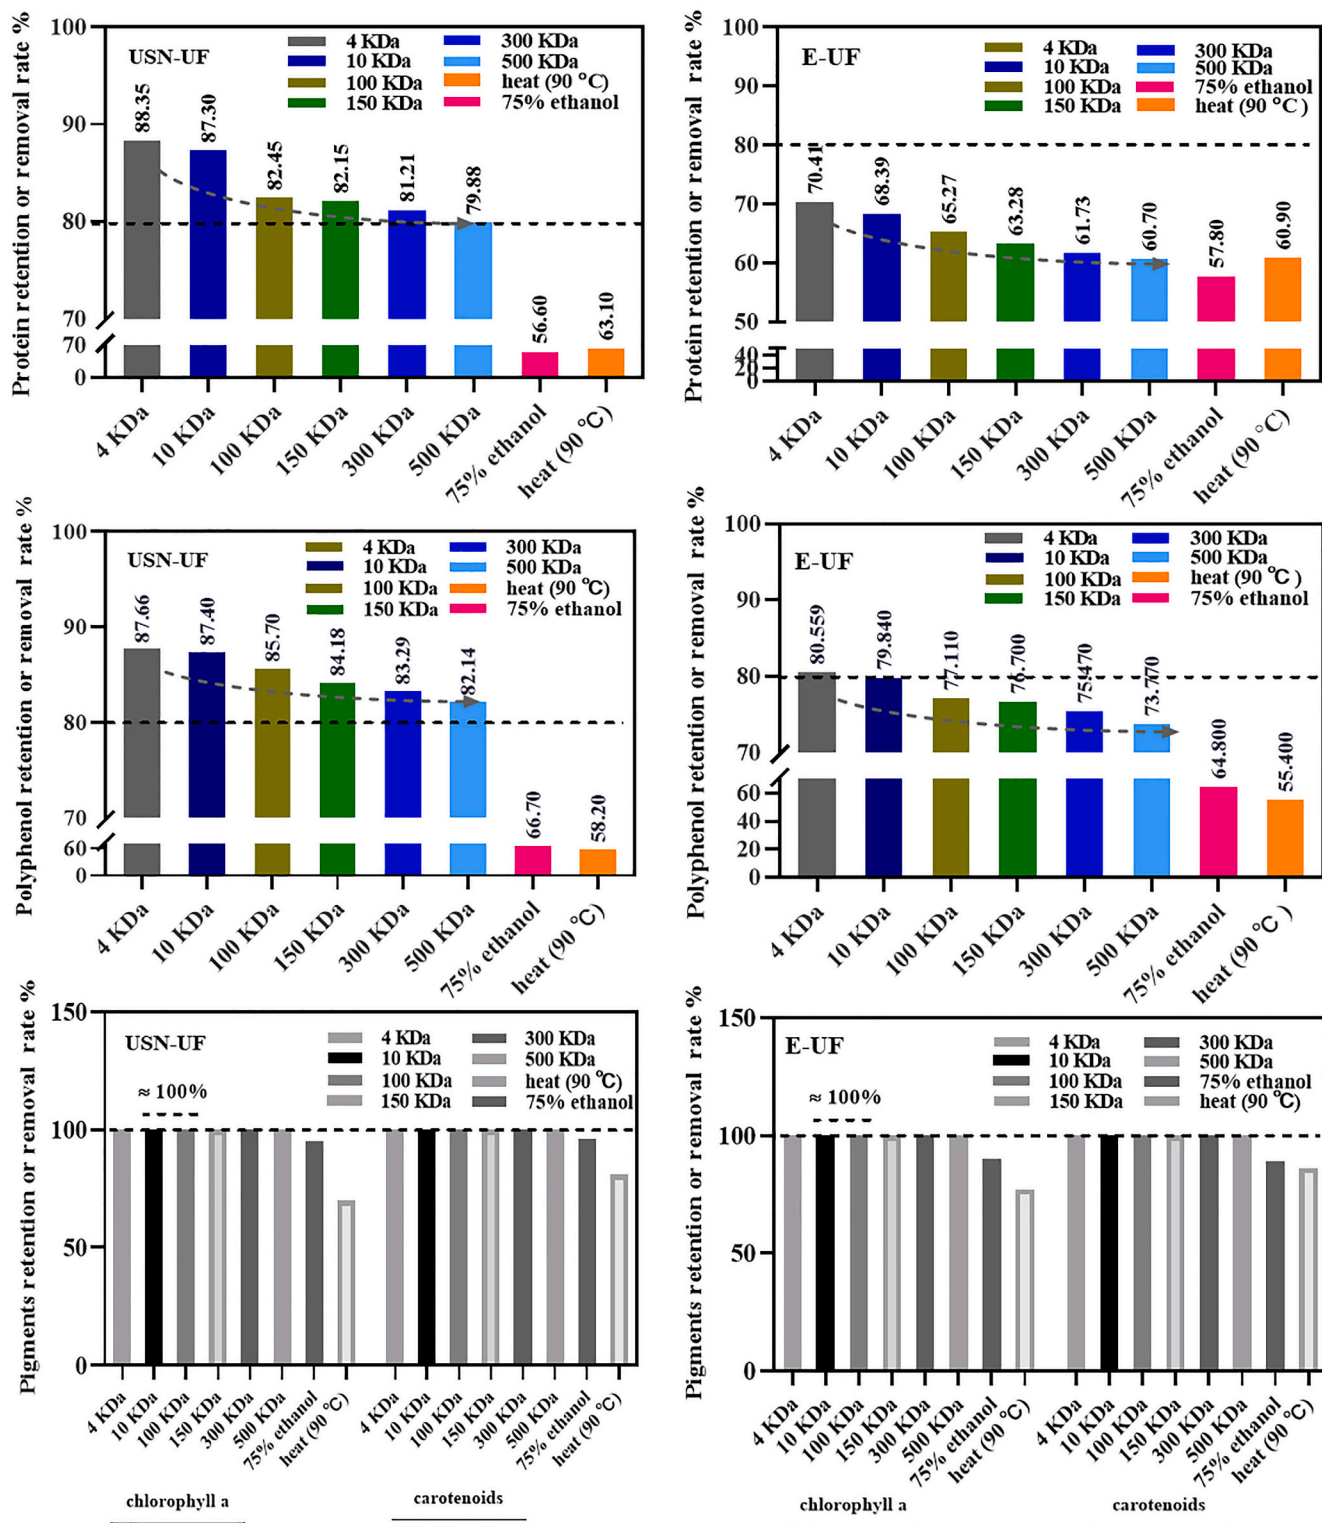 Protein retention or removal rate %
100
90
80
70
70
0
USN-UF
4 KDa
10 KDa
100 KDa
150 KDa
300 KDa
500 KDa
heat (90 °C)
75% ethanol
88.35
87.30
82.45
82.15
81.21
79.88
56.60
63.10
4 KDa
10 KDa
100 KDa
150 KDa
300 KDa
500 KDa
75% ethanol
heat (90 °C)
Protein retention or removal rate %
100
90
80
70
60
50
40
20
0
E-UF
4 KDa
10 KDa
100 KDa
150 KDa
300 KDa
500 KDa
75% ethanol
heat (90 °C)
70.41
68.39
65.27
63.28
61.73
60.70
57.80
60.90
4 KDa
10 KDa
100 KDa
150 KDa
300 KDa
500 KDa
75% ethanol
heat (90 °C)
Polyphenol retention or removal rate %
100
90
80
70
60
0
USN-UF
4 KDa
10 KDa
100 KDa
150 KDa
300 KDa
500 KDa
heat (90 °C)
75% ethanol
87.66
87.40
85.70
84.18
83.29
82.14
66.70
58.20
4 KDa
10 KDa
100 KDa
150 KDa
300 KDa
500 KDa
75% ethanol
heat (90 °C)
Polyphenol retention or removal rate %
100
90
80
70
60
40
20
0
E-UF
4 KDa
10 KDa
100 KDa
150 KDa
300 KDa
500 KDa
heat (90 °C)
75% ethanol
80.559
79.840
77.110
76.700
75.470
73.770
64.800
55.400
4 KDa
10 KDa
100 KDa
150 KDa
300 KDa
500 KDa
75% ethanol
heat (90 °C)
Pigments retention or removal rate %
150
100
50
0
USN-UF
4 KDa
10 KDa
100 KDa
150 KDa
300 KDa
500 KDa
heat (90 °C)
75% ethanol
≈ 100%
4 KDa
10 KDa
100 KDa
150 KDa
300 KDa
500 KDa
75% ethanol
heat (90 °C)
4 KDa
10 KDa
100 KDa
150 KDa
300 KDa
500 KDa
75% ethanol
heat (90 °C)
chlorophyll a
carotenoids
Pigments retention or removal rate %
150
100
50
0
E-UF
4 KDa
10 KDa
100 KDa
150 KDa
300 KDa
500 KDa
75% ethanol
heat (90 °C)
≈ 100%
4 KDa
10 KDa
100 KDa
150 KDa
300 KDa
500 KDa
75% ethanol
heat (90 °C)
4 KDa
10 KDa
100 KDa
150 KDa
300 KDa
500 KDa
75% ethanol
heat (90 °C)
chlorophyll a
carotenoids